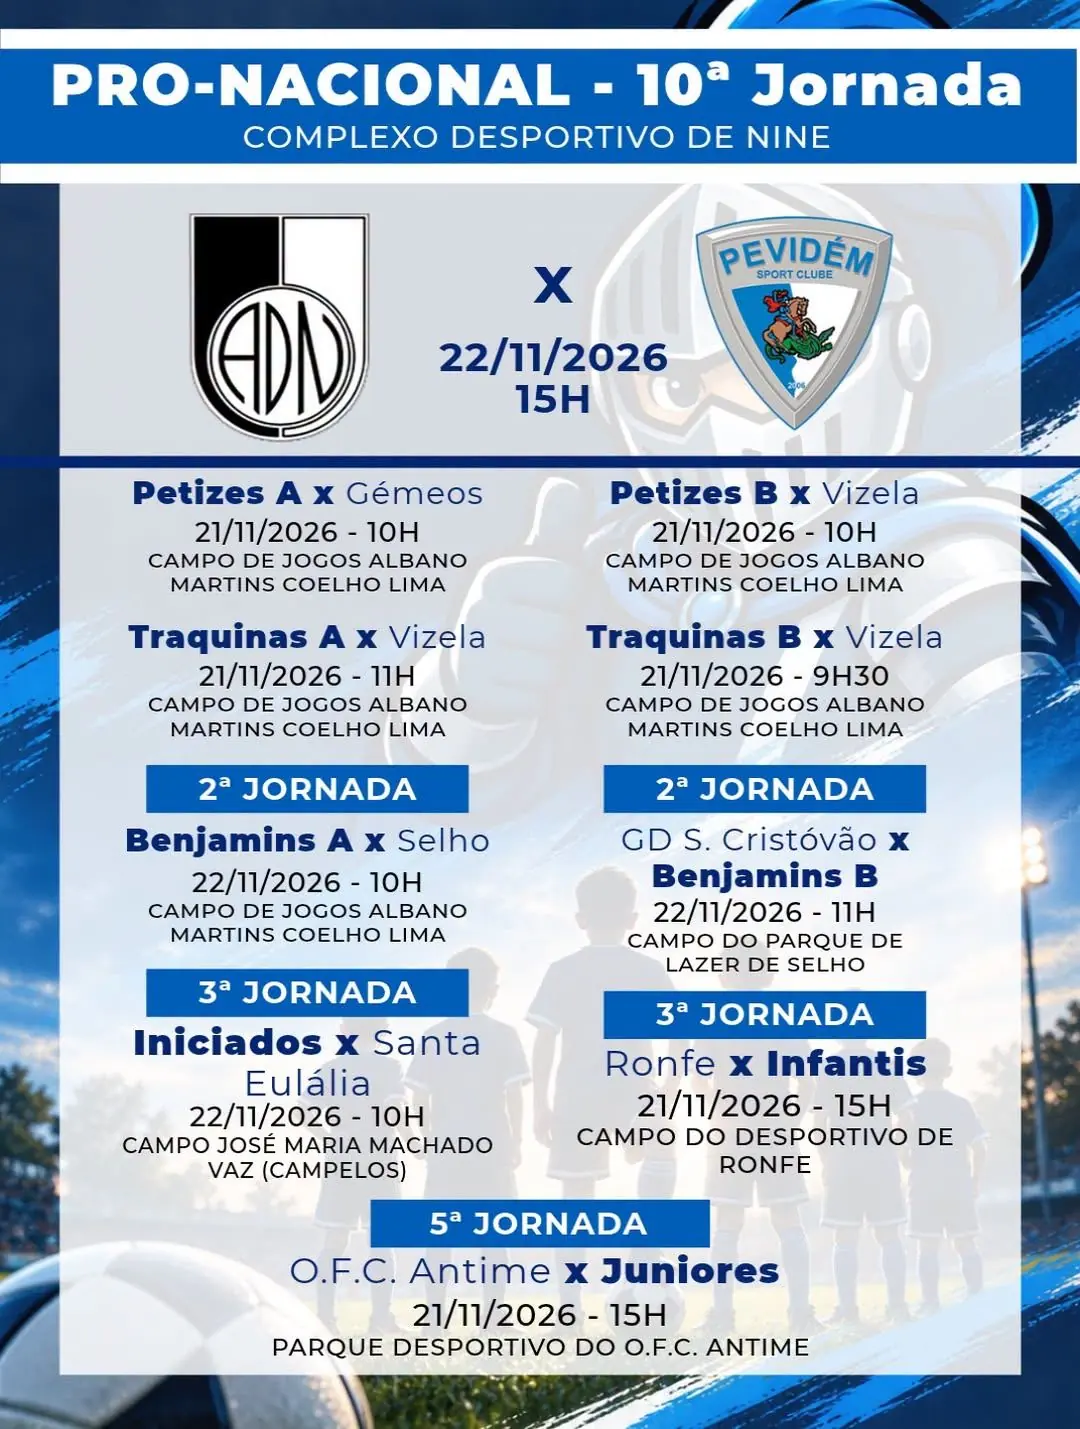 PRO-NACIONAL - 10ª Jornada
COMPLEXO DESPORTIVO DE NINE
ADN
X
22/11/2026
15H
PEVIDÉM
SPORT CLUBE
2006
Petizes A x Gémeos
21/11/2026 - 10H
CAMPO DE JOGOS ALBANO
MARTINS COELHO LIMA
Petizes B x Vizela
21/11/2026 - 10H
CAMPO DE JOGOS ALBANO
MARTINS COELHO LIMA
Traquinas A x Vizela
21/11/2026 - 11H
CAMPO DE JOGOS ALBANO
MARTINS COELHO LIMA
Traquinas B x Vizela
21/11/2026 - 9H30
CAMPO DE JOGOS ALBANO
MARTINS COELHO LIMA
2ª JORNADA
Benjamins A x Selho
22/11/2026 - 10H
CAMPO DE JOGOS ALBANO
MARTINS COELHO LIMA
2ª JORNADA
GD S. Cristóvão x
Benjamins B
22/11/2026 - 11H
CAMPO DO PARQUE DE
LAZER DE SELHO
3ª JORNADA
Iniciados x Santa
Eulália
22/11/2026 - 10H
CAMPO JOSÉ MARIA MACHADO
VAZ (CAMPELOS)
3ª JORNADA
Ronfe x Infantis
21/11/2026 - 15H
CAMPO DO DESPORTIVO DE
RONFE
5ª JORNADA
O.F.C. Antime x Juniores
21/11/2026 - 15H
PARQUE DESPORTIVO DO O.F.C. ANTIME